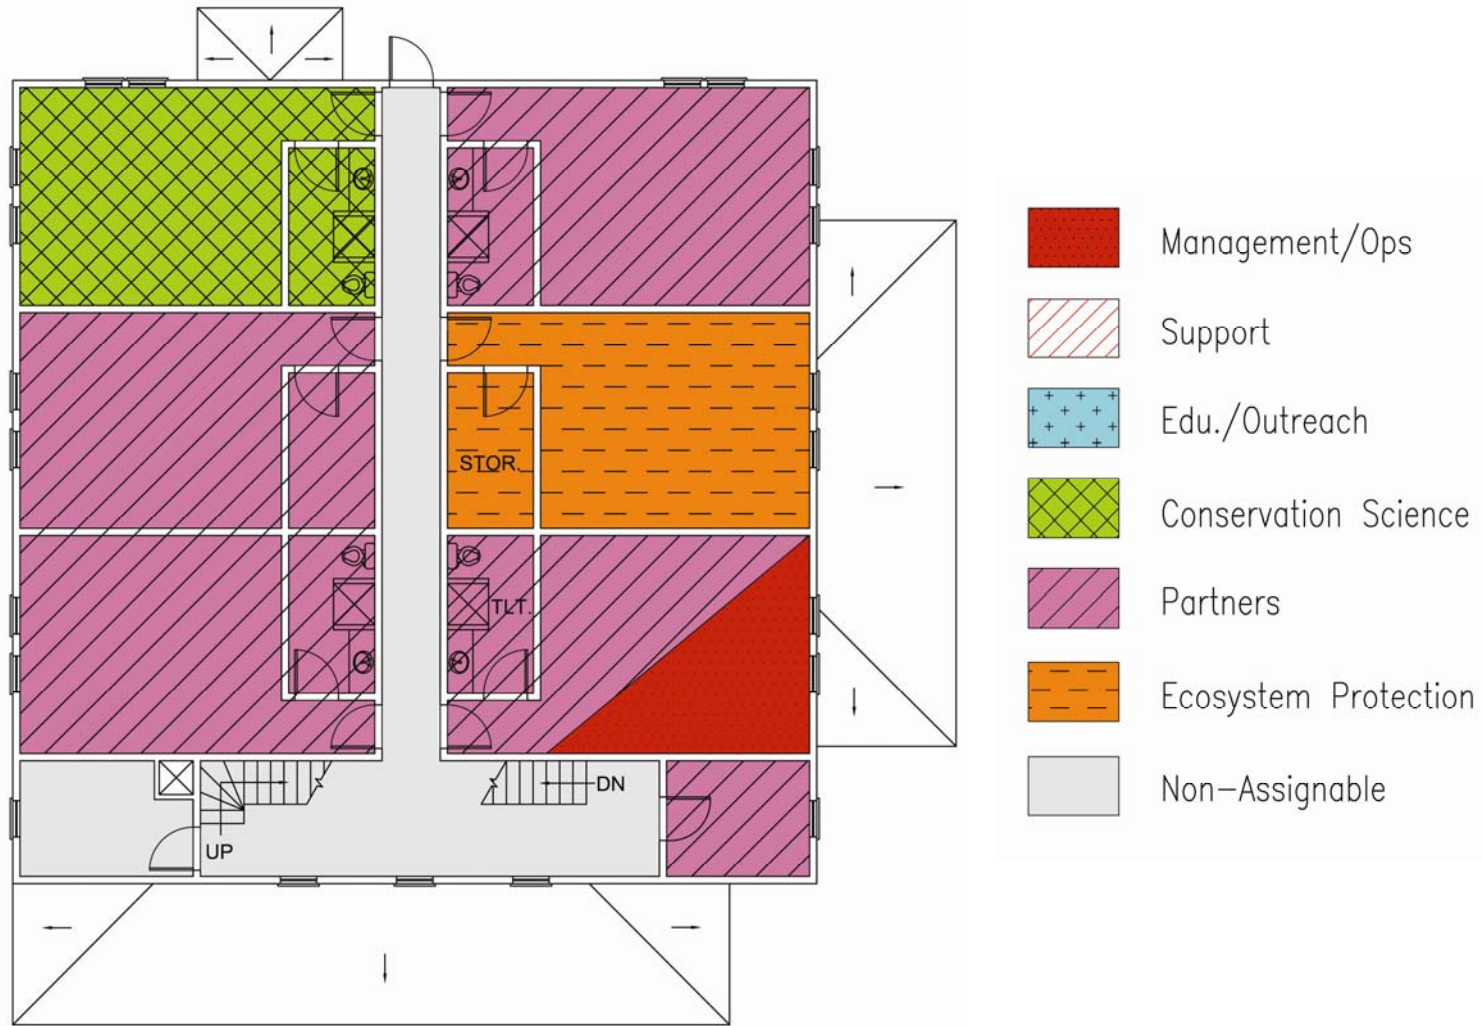 STOR.
TLT.
DN
UP
Management/Ops
Support
Edu./Outreach
Conservation Science
Partners
Ecosystem Protection
Non-Assignable